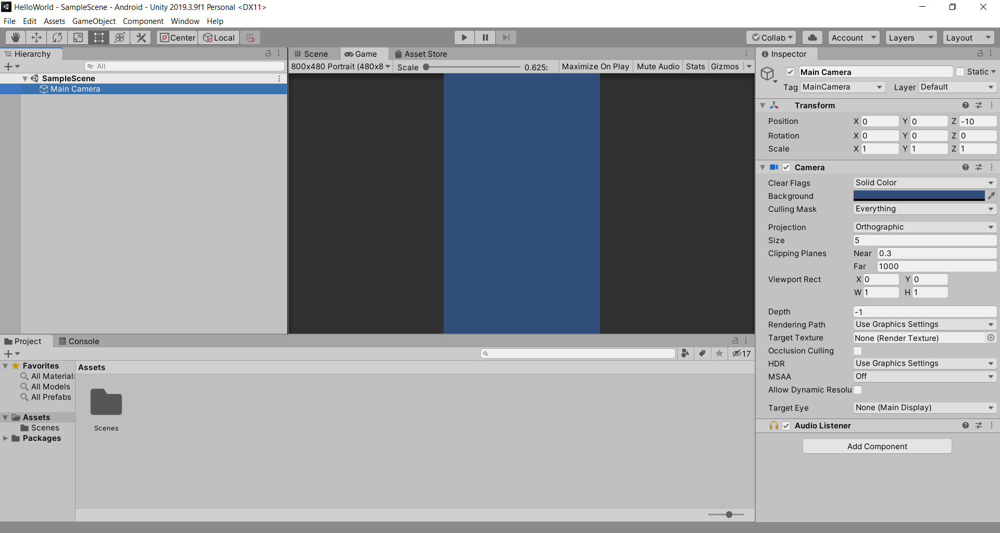 HelloWorld - SampleScene - Android - Unity 2019.3.9f1 Personal <DX11>
File Edit Assets GameObject Component Window Help
Center Local Collab Account Layers Layout
Hierarchy
All
SampleScene
Main Camera
Scene Game Asset Store
800x480 Portrait (480x8 Scale 0.625 Maximize On Play Mute Audio Stats Gizmos
Project Console
17
Favorites
All Materials
All Models
All Prefabs
Assets
Scenes
Packages
Assets
Scenes
Inspector
Main Camera Static
Tag MainCamera Layer Default
Transform
Position X 0 Y 0 Z -10
Rotation X 0 Y 0 Z 0
Scale X 1 Y 1 Z 1
Camera
Clear Flags Solid Color
Background
Culling Mask Everything
Projection Orthographic
Size 5
Clipping Planes Near 0.3
Far 1000
Viewport Rect X 0 Y 0
W 1 H 1
Depth -1
Rendering Path Use Graphics Settings
Target Texture None (Render Texture)
Occlusion Culling
HDR Use Graphics Settings
MSAA Off
Allow Dynamic Resolu
Target Eye None (Main Display)
Audio Listener
Add Component